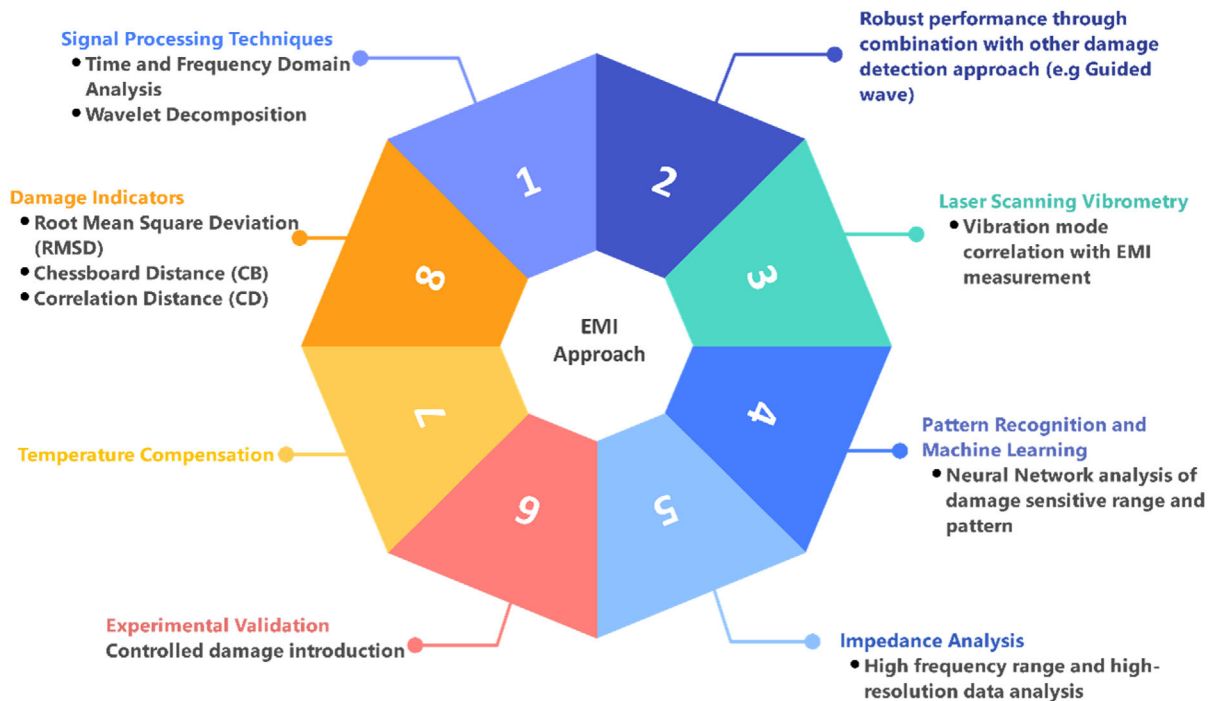 Signal Processing Techniques
• Time and Frequency Domain
Analysis
• Wavelet Decomposition
1
Robust performance through
combination with other damage
detection approach (e.g Guided
wave)
2
Laser Scanning Vibrometry
• Vibration mode
correlation with EMI
measurement
3
Pattern Recognition and
Machine Learning
• Neural Network analysis of
damage sensitive range and
pattern
4
Impedance Analysis
• High frequency range and high-
resolution data analysis
5
Experimental Validation
Controlled damage introduction
6
Temperature Compensation
7
Damage Indicators
• Root Mean Square Deviation
(RMSD)
• Chessboard Distance (CB)
• Correlation Distance (CD)
8
EMI
Approach